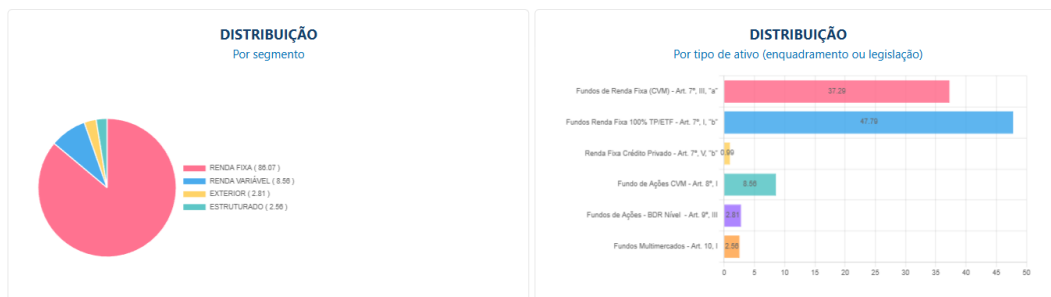 DISTRIBUIÇÃO
Por segmento
RENDA FIXA ( 86.07 )
RENDA VARIÁVEL ( 8.56 )
EXTERIOR ( 2.81 )
ESTRUTURADO ( 2.56 )
DISTRIBUIÇÃO
Por tipo de ativo (enquadramento ou legislação)
Fundos de Renda Fixa (CVM) - Art. 7º, III, "a" 37.29
Fundos Renda Fixa 100% TP/ETF - Art. 7º, I, "b" 47.78
Renda Fixa Crédito Privado - Art. 7º, V, "b" 0.99
Fundo de Ações CVM - Art. 8º, I 8.56
Fundos de Ações - BDR Nível - Art. 9º, III 2.81
Fundos Multimercados - Art. 10, I 2.56
0 5 10 15 20 25 30 35 40 45 50